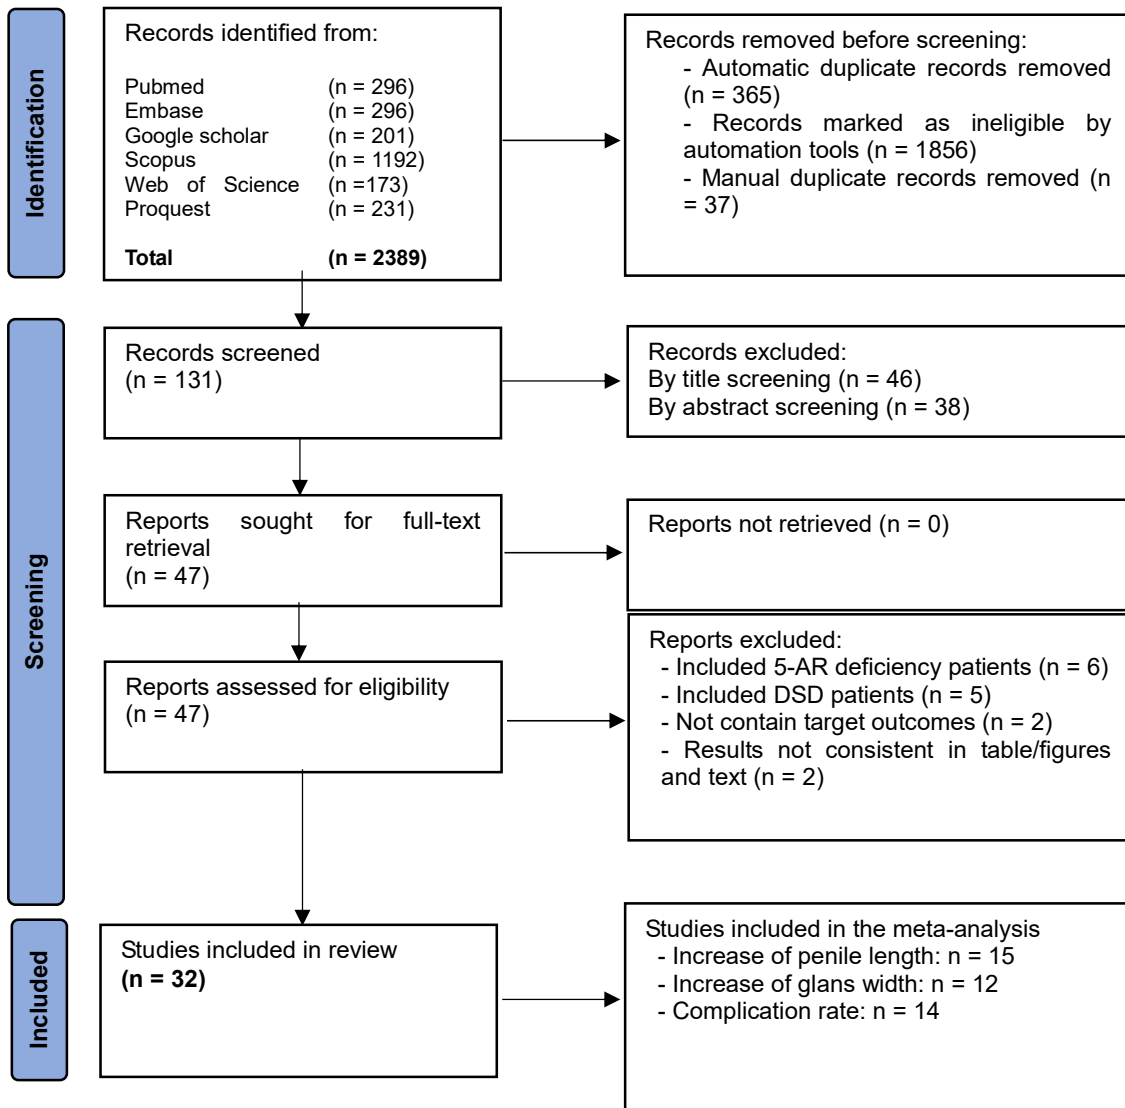 Identification
Records identified from:
Pubmed (n = 296)
Embase (n = 296)
Google scholar (n = 201)
Scopus (n = 1192)
Web of Science (n =173)
Proquest (n = 231)
Total (n = 2389)
Records removed before screening:
- Automatic duplicate records removed
(n = 365)
- Records marked as ineligible by
automation tools (n = 1856)
- Manual duplicate records removed (n
= 37)
Screening
Records screened
(n = 131)
Records excluded:
By title screening (n = 46)
By abstract screening (n = 38)
Reports sought for full-text
retrieval
(n = 47)
Reports not retrieved (n = 0)
Reports assessed for eligibility
(n = 47)
Reports excluded:
- Included 5-AR deficiency patients (n = 6)
- Included DSD patients (n = 5)
- Not contain target outcomes (n = 2)
- Results not consistent in table/figures
and text (n = 2)
Included
Studies included in review
(n = 32)
Studies included in the meta-analysis
- Increase of penile length: n = 15
- Increase of glans width: n = 12
- Complication rate: n = 14